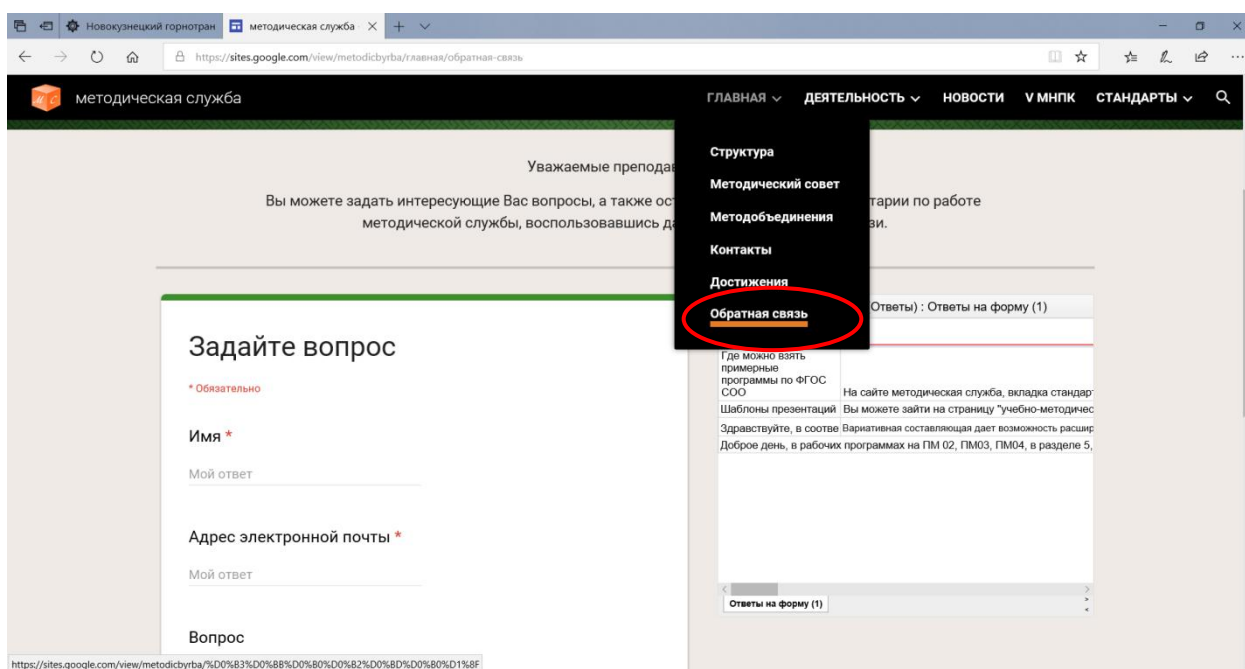 Новокузнецкий горнотран
методическая служба
https://sites.google.com/view/metodicbyrba/главная/обратная-связь
методическая служба
ГЛАВНАЯ ДЕЯТЕЛЬНОСТЬ НОВОСТИ V МНПК СТАНДАРТЫ
Структура
Методический совет
Методобъединения
Контакты
Достижения
Обратная связь
Уважаемые препода
Вы можете задать интересующие Вас вопросы, а также ос тарии по работе
методической службы, воспользовавшись да зи.
Задайте вопрос
* Обязательно
Имя *
Мой ответ
Адрес электронной почты *
Мой ответ
Вопрос
Ответы) : Ответы на форму (1)
Где можно взять
примерные
программы по ФГОС
СОО На сайте методическая служба, вкладка стандар
Шаблоны презентаций Вы можете зайти на страницу "учебно-методичес
Здравствуйте, в соотве Вариативная составляющая дает возможность расшир
Доброе день, в рабочих программах на ПМ 02, ПМ03, ПМ04, в разделе 5,
Ответы на форму (1)
https://sites.google.com/view/metodicbyrba/%D0%B3%D0%BB%D0%B0%D0%B2%D0%BD%D0%B0%D1%8F